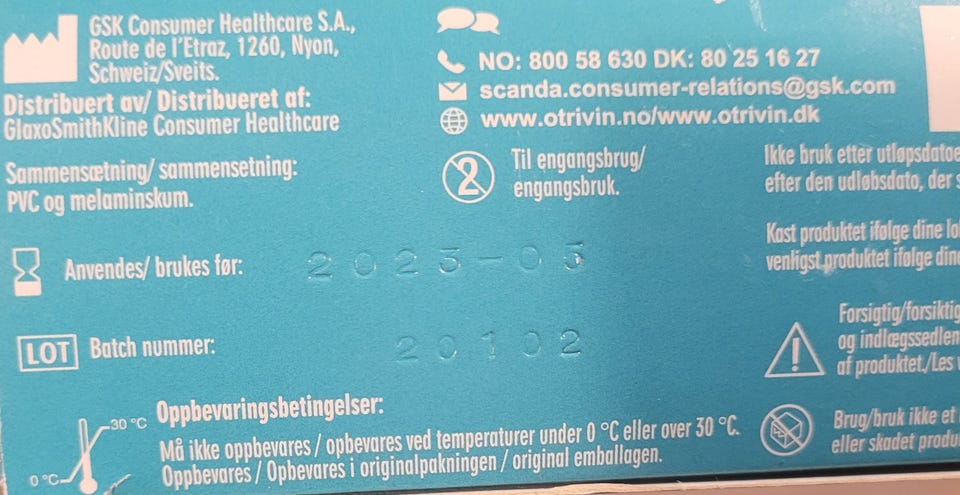 GSK Consumer Healthcare S.A.,
Route de l'Etraz, 1260, Nyon,
Schweiz/Sveits.
Distribuert av/ Distribueret af:
GlaxoSmithKline Consumer Healthcare
NO: 800 58 630 DK: 80 25 16 27
scanda.consumer-relations@gsk.com
www.otrivin.no/www.otrivin.dk
Sammensætning/ sammensetning:
PVC og melaminskum.
2
Til engangsbrug/
engangsbruk.
Ikke bruk etter utløpsdatoe
efter den udløbsdato, der s
Kast produktet ifølge dine lo
venligst produktet ifølge dine
Anvendes/ brukes før: 2023-03
LOT Batch nummer: 20102
Forsigtig/forsiktig
og indlægssedlen
af produktet./Les v
30 °C
0 °C
Oppbevaringsbetingelser:
Må ikke oppbevares / opbevares ved temperaturer under 0 °C eller over 30 °C.
Oppbevares / Opbevares i originalpakningen / original emballagen.
Brug/bruk ikke et
eller skadet produ